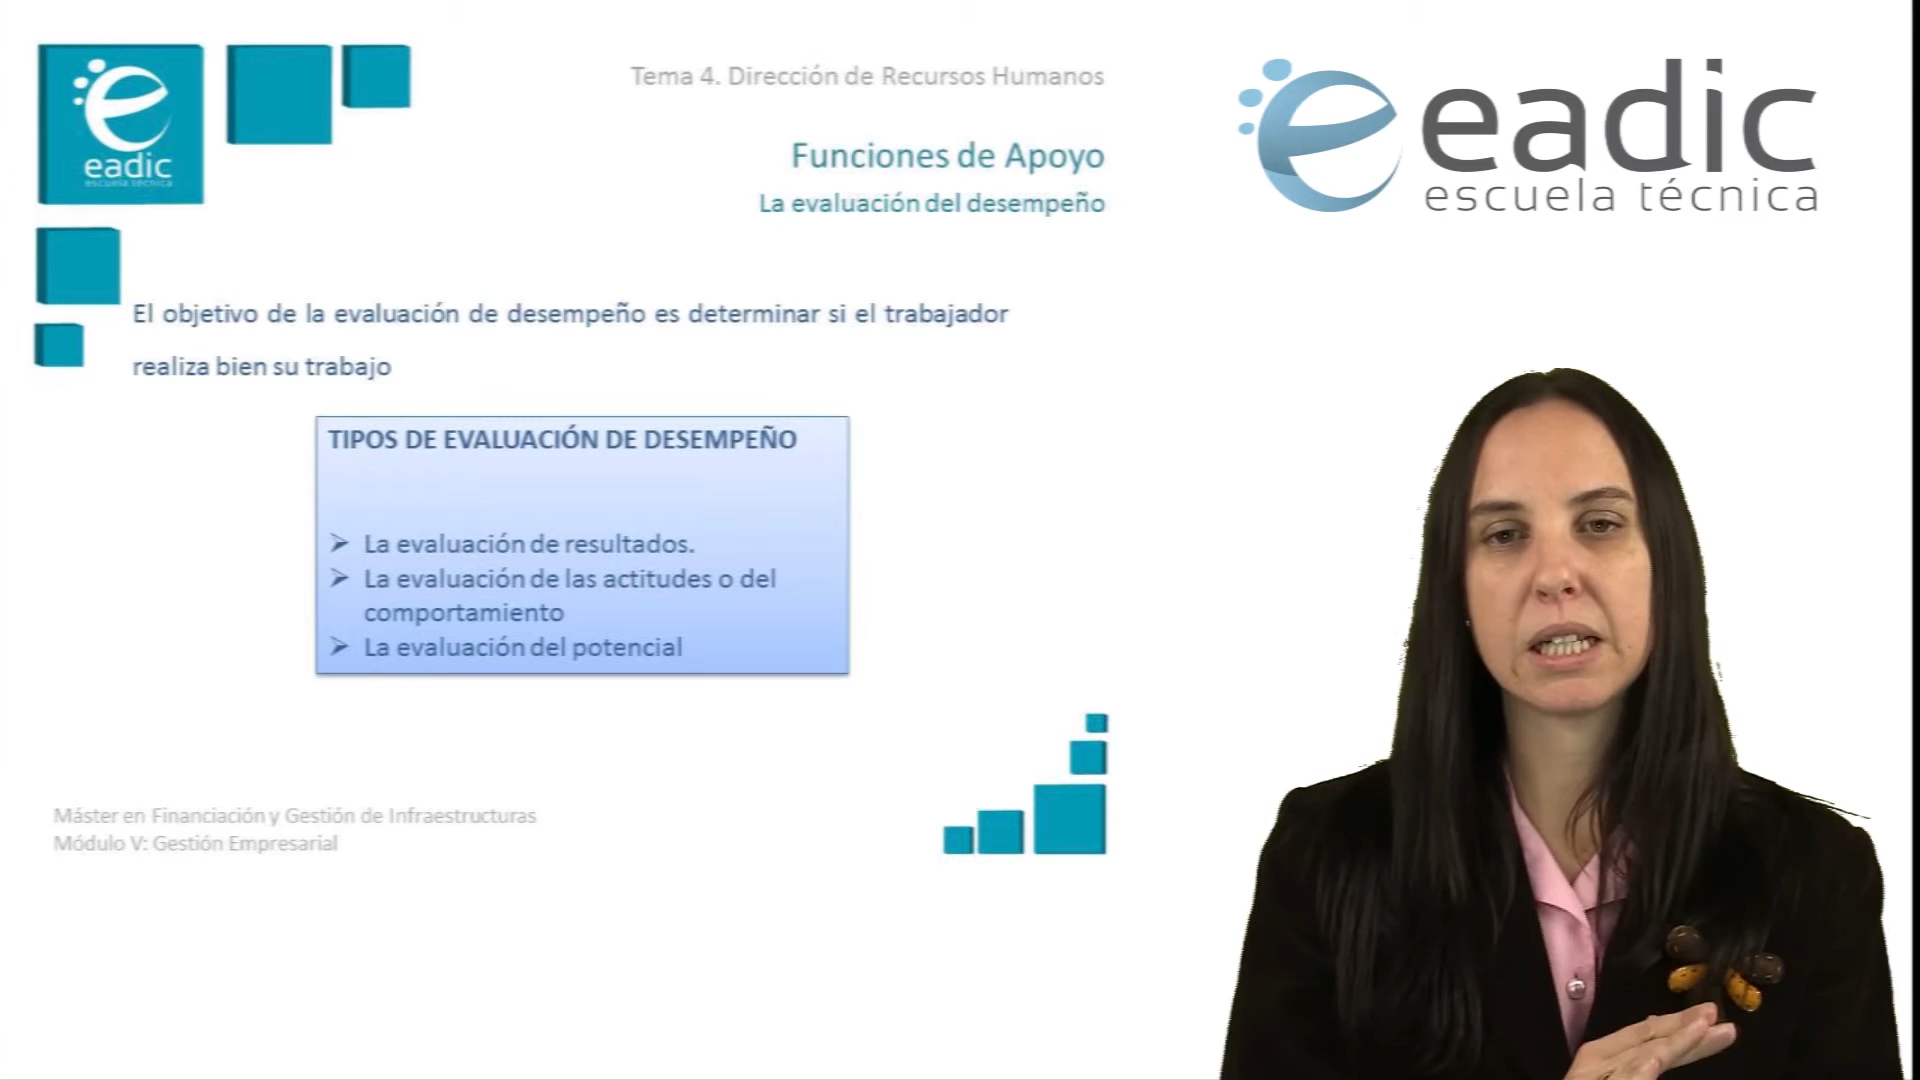 eadic
escuela técnica
Tema 4. Dirección de Recursos Humanos
Funciones de Apoyo
La evaluación del desempeño
eadic
escuela técnica
El objetivo de la evaluación de desempeño es determinar si el trabajador
realiza bien su trabajo
TIPOS DE EVALUACIÓN DE DESEMPEÑO
➢ La evaluación de resultados.
➢ La evaluación de las actitudes o del
comportamiento
➢ La evaluación del potencial
Máster en Financiación y Gestión de Infraestructuras
Módulo V: Gestión Empresarial